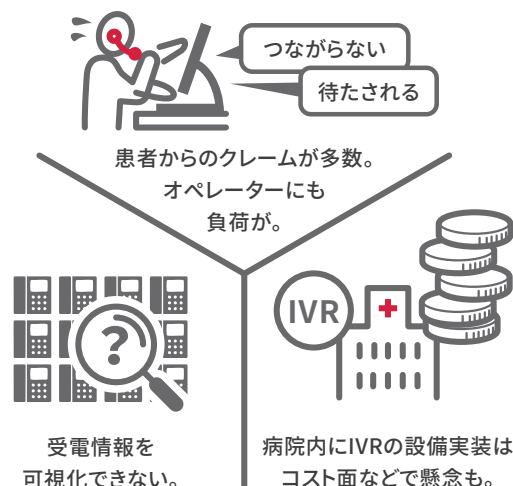 つながらない
待たされる
患者からのクレームが多数。
オペレーターにも
負荷が。
?
IVR
受電情報を
可視化できない。
病院内にIVRの設備実装は
コスト面などで懸念も。